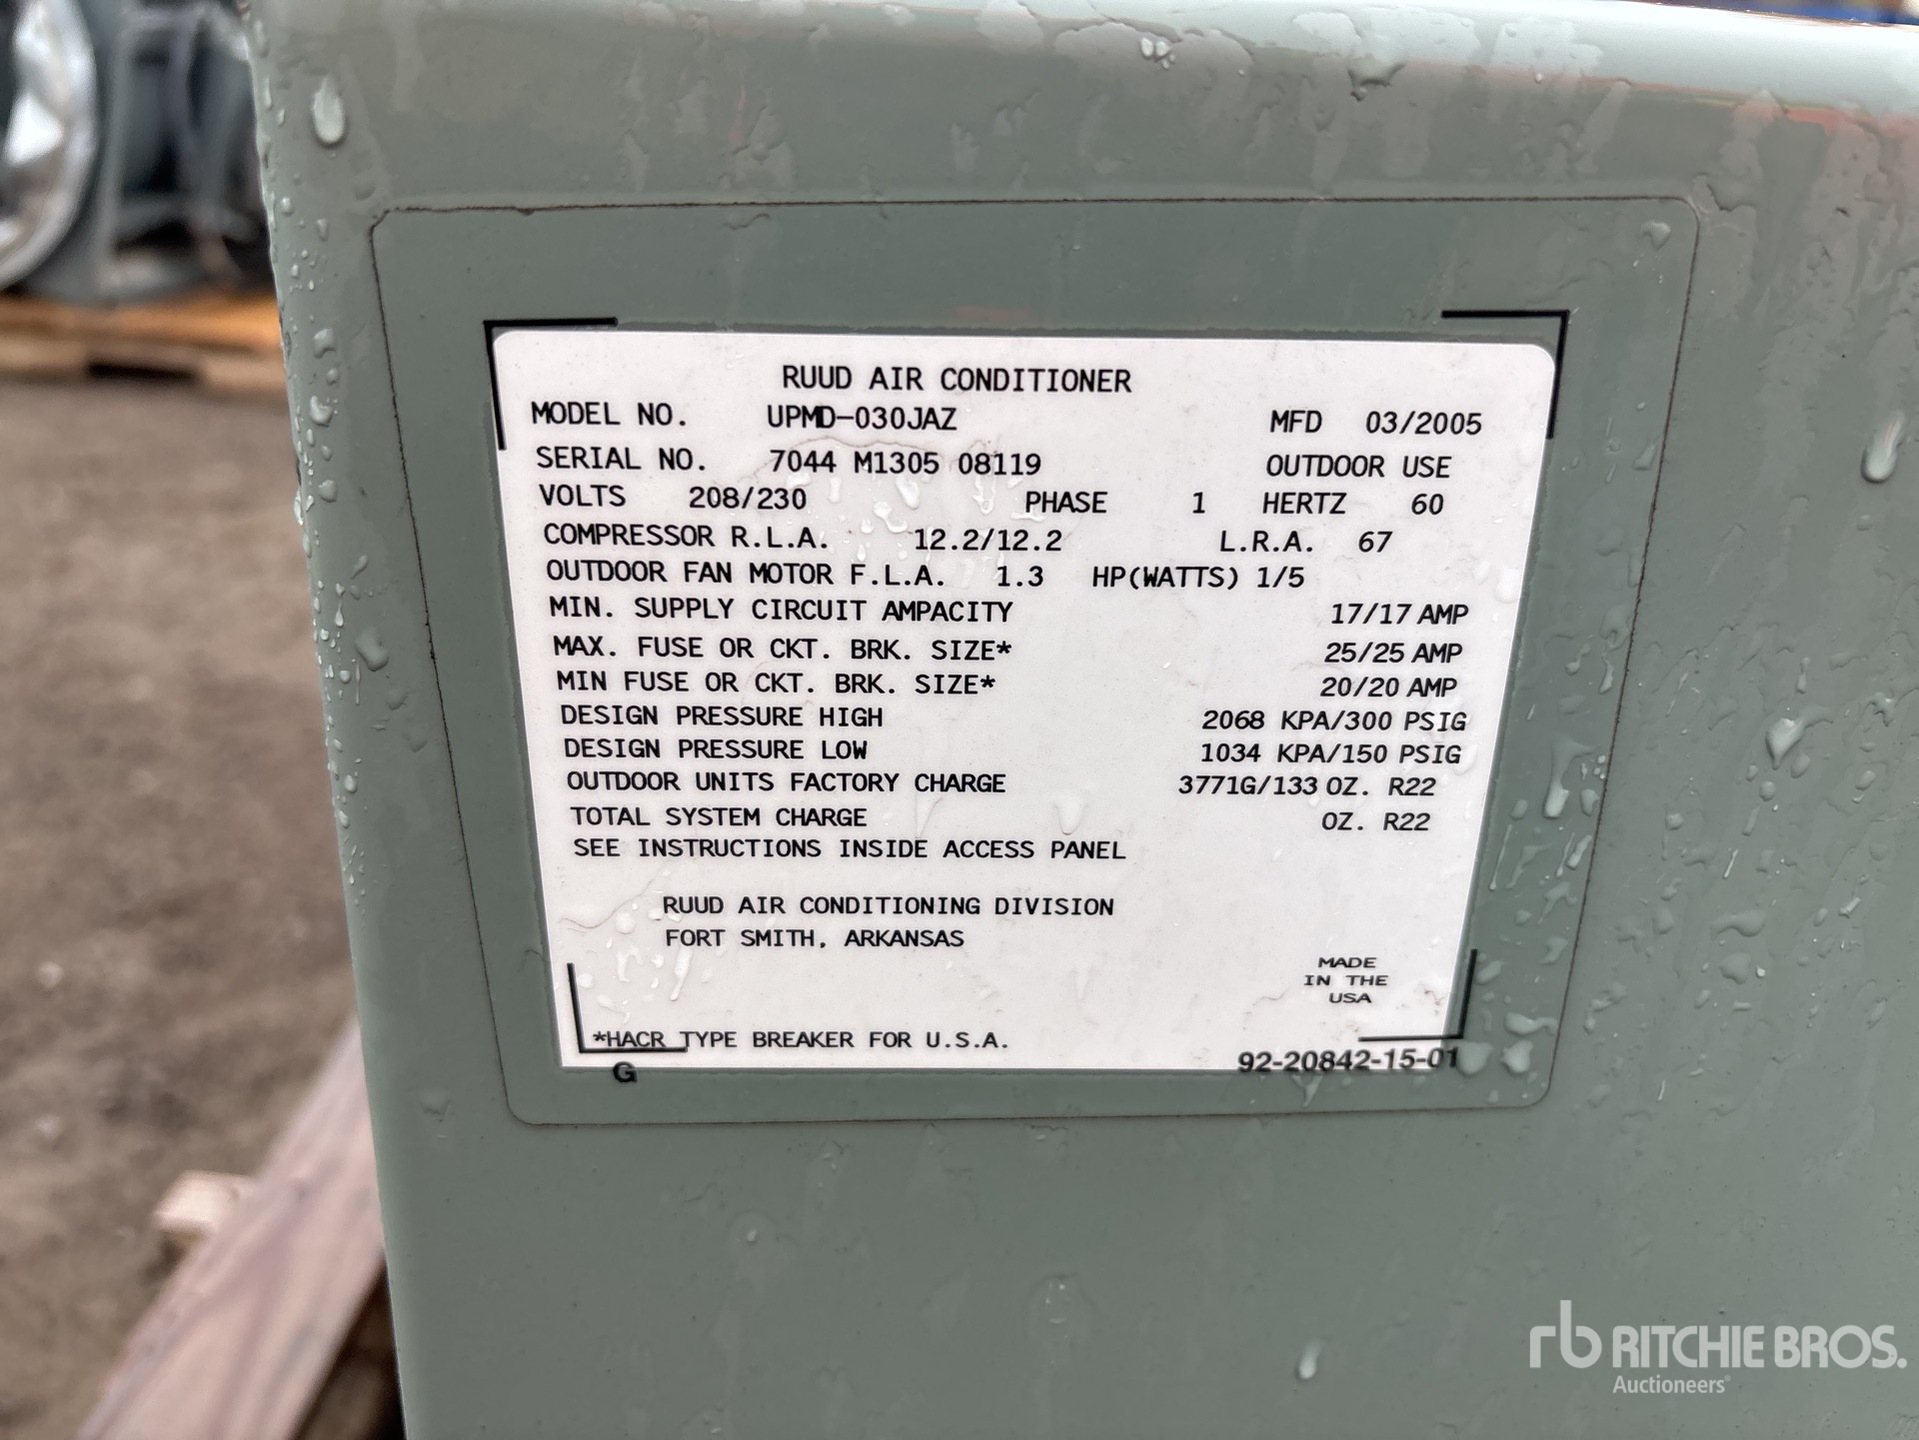 RUUD AIR CONDITIONER
MODEL NO. UPMD-030JAZ MFD 03/2005
SERIAL NO. 7044 M1305 08119 OUTDOOR USE
VOLTS 208/230 PHASE 1 HERTZ 60
COMPRESSOR R.L.A. 12.2/12.2 L.R.A. 67
OUTDOOR FAN MOTOR F.L.A. 1.3 HP(WATTS) 1/5
MIN. SUPPLY CIRCUIT AMPACITY 17/17 AMP
MAX. FUSE OR CKT. BRK. SIZE* 25/25 AMP
MIN FUSE OR CKT. BRK. SIZE* 20/20 AMP
DESIGN PRESSURE HIGH 2068 KPA/300 PSIG
DESIGN PRESSURE LOW 1034 KPA/150 PSIG
OUTDOOR UNITS FACTORY CHARGE 3771G/133 OZ. R22
TOTAL SYSTEM CHARGE OZ. R22
SEE INSTRUCTIONS INSIDE ACCESS PANEL
RUUD AIR CONDITIONING DIVISION
FORT SMITH, ARKANSAS
MADE
IN THE
USA
*HACR TYPE BREAKER FOR U.S.A.
G 92-20842-15-01
rb RITCHIE BROS.
Auctioneers